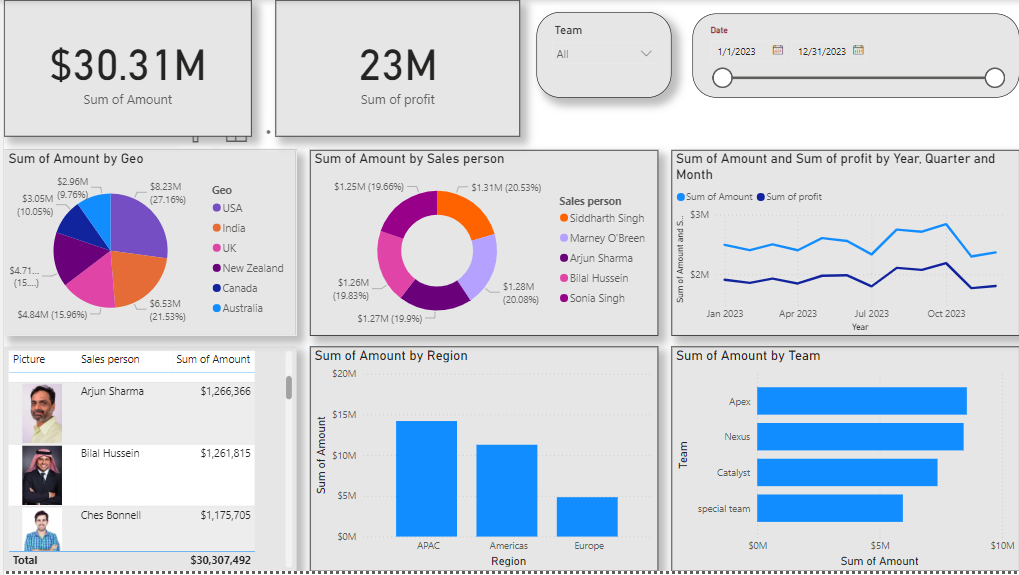 $30.31M
Sum of Amount
23M
Sum of profit
Team
All
Date
1/1/2023
12/31/2023
Sum of Amount by Geo
$2.96M
(9.76%)
$3.05M
(10.05%)
$4.71...
(15....)
$4.84M (15.96%)
$8.23M
(27.16%)
$6.53M
(21.53%)
Geo
USA
India
UK
New Zealand
Canada
Australia
Sum of Amount by Sales person
$1.25M (19.66%)
$1.31M (20.53%)
$1.26M
(19.83%)
$1.28M
(20.08%)
$1.27M (19.9%)
Sales person
Siddharth Singh
Marney O'Breen
Arjun Sharma
Bilal Hussein
Sonia Singh
Sum of Amount and Sum of profit by Year, Quarter and
Month
Sum of Amount
Sum of profit
Sum of Amount and S...
$3M
$2M
Jan 2023
Apr 2023
Jul 2023
Oct 2023
Year
Picture
Sales person
Sum of Amount
Arjun Sharma
$1,266,366
Bilal Hussein
$1,261,815
Ches Bonnell
$1,175,705
Total
$30,307,492
Sum of Amount by Region
Sum of Amount
$20M
$15M
$10M
$5M
$0M
APAC
Americas
Europe
Region
Sum of Amount by Team
Team
Apex
Nexus
Catalyst
special team
$0M
$5M
$10M
Sum of Amount